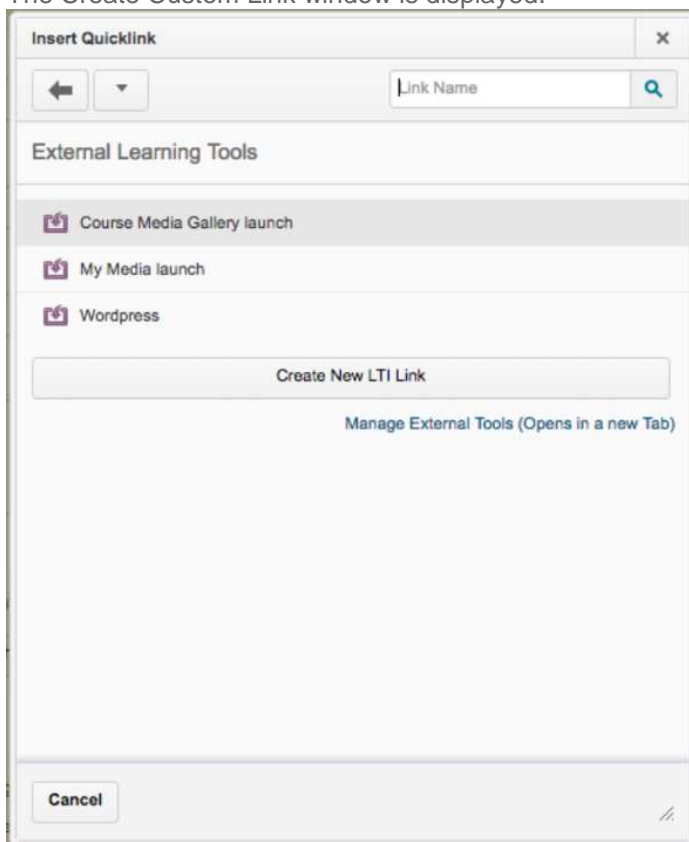 The Create Custom Link window is displayed.
Insert Quicklink
Link Name
External Learning Tools
Course Media Gallery launch
My Media launch
Wordpress
Create New LTI Link
Manage External Tools (Opens in a new Tab)
Cancel